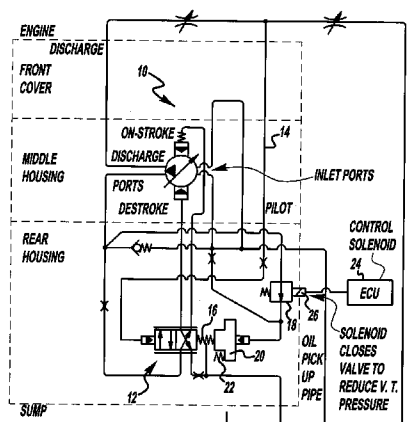 ENGINE
DISCHARGE
FRONT
COVER
10
ON-STROKE
14
DISCHARGE
MIDDLE
HOUSING
INLET PORTS
PORTS
DESTROKE
PILOT
REAR
HOUSING
CONTROL
SOLENOID
24
ECU
16
18
26
SOLENOID
CLOSES
VALVE TO
REDUCE V. T.
PRESSURE
20
OIL
PICK
UP
PIPE
22
12
SUMP